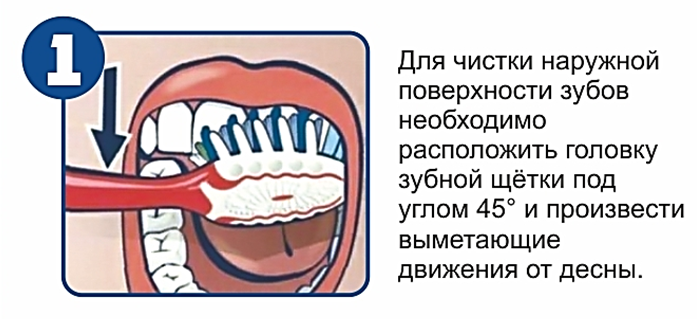 1
Для чистки наружной
поверхности зубов
необходимо
расположить головку
зубной щётки под
углом 45° и произвести
выметающие
движения от десны.